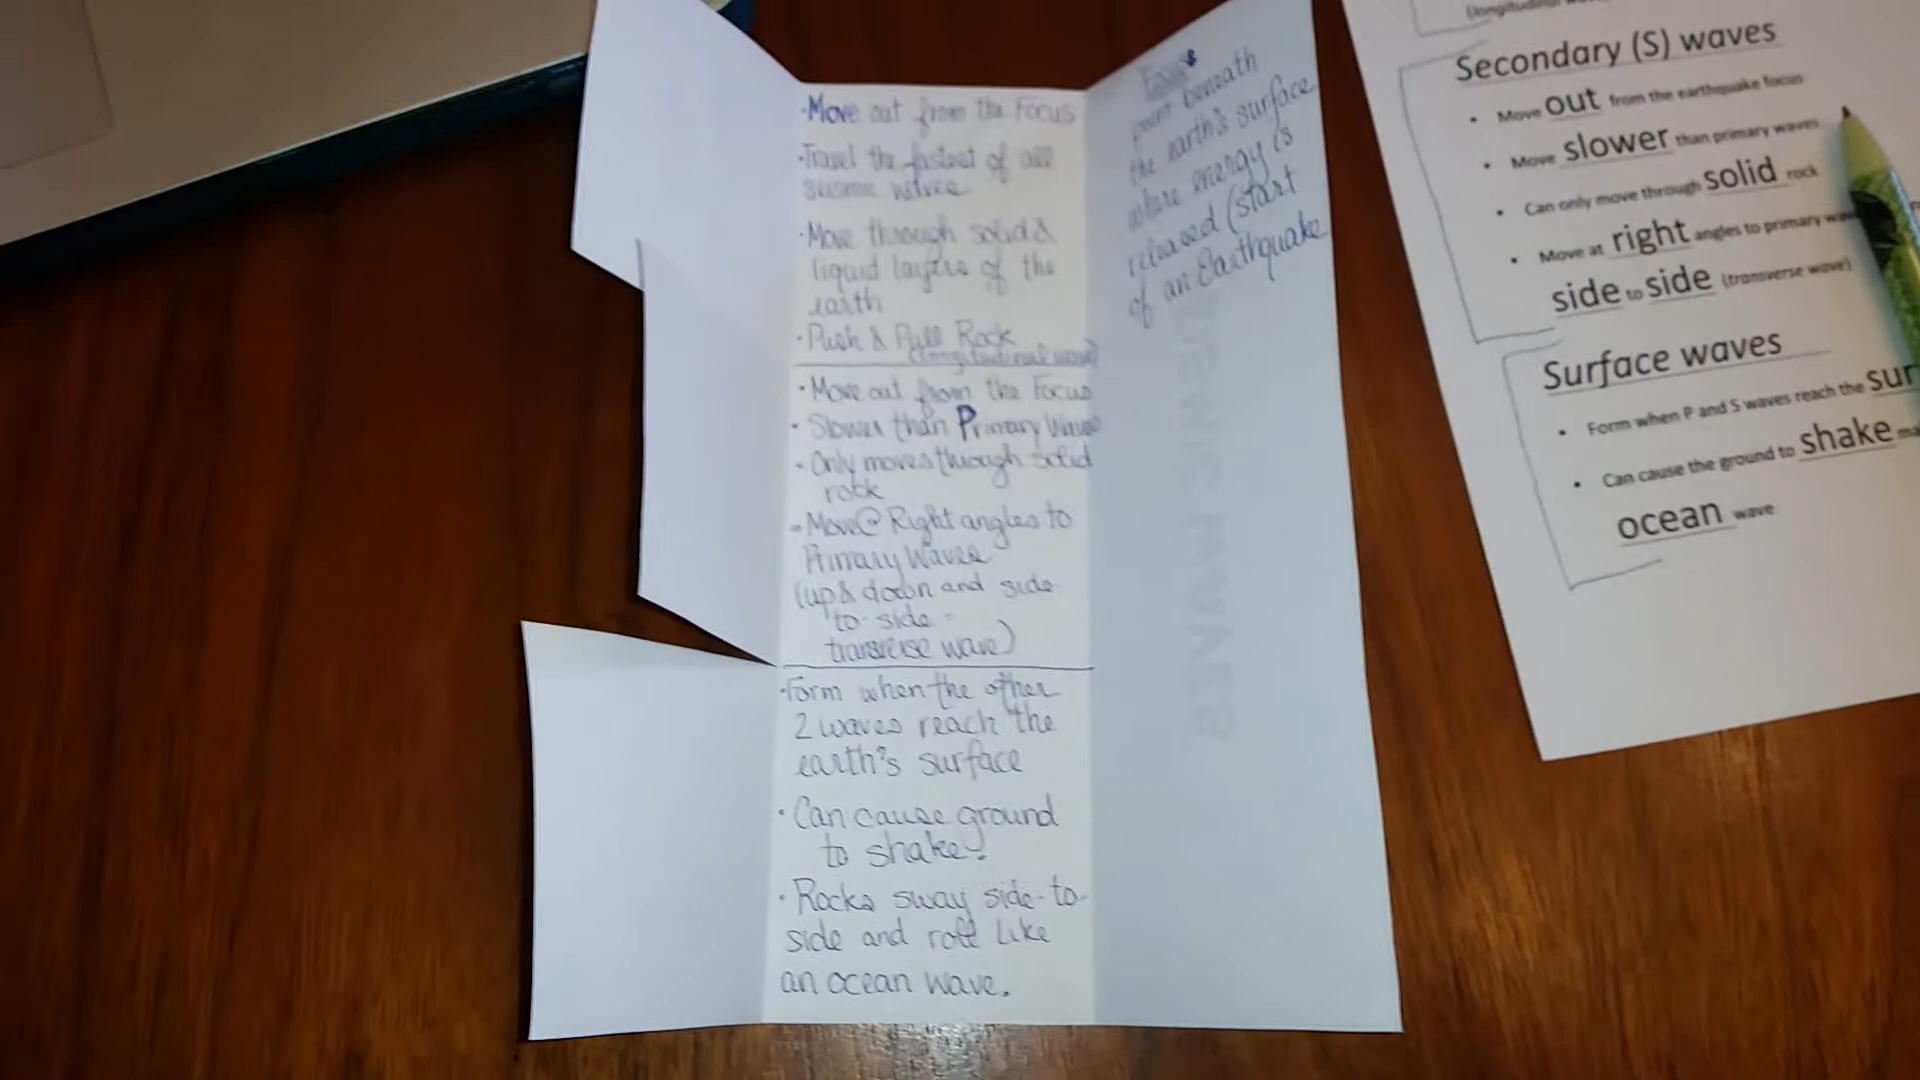 ·Move out from the Focus
·Travel the fastest of all
seismic waves
·Move through solid &
liquid layers of the
earth
·Push & Pull Rock
(longitudinal wave)
·Move out from the Focus
·Slower than Primary Waves
·Only moves through solid
rock
·Move @ Right angles to
Primary Waves
(up & down and side-
to-side =
transverse wave)
·Form when the other
2 waves reach the
earth's surface
·Can cause ground
to shake.
·Rocks sway side-to-
side and roll like
an ocean wave.
Focus
point beneath
the earth's surface
where energy is
released (start
of an Earthquake
SEISMIC WAVES
(longitudinal
Secondary (S) waves
• Move out from the earthquake focus
• Move slower than primary waves
• Can only move through solid rock
• Move at right angles to primary
side to side (transverse wave)
Surface waves
• Form when P and S waves reach the sur
• Can cause the ground to shake
ocean wave